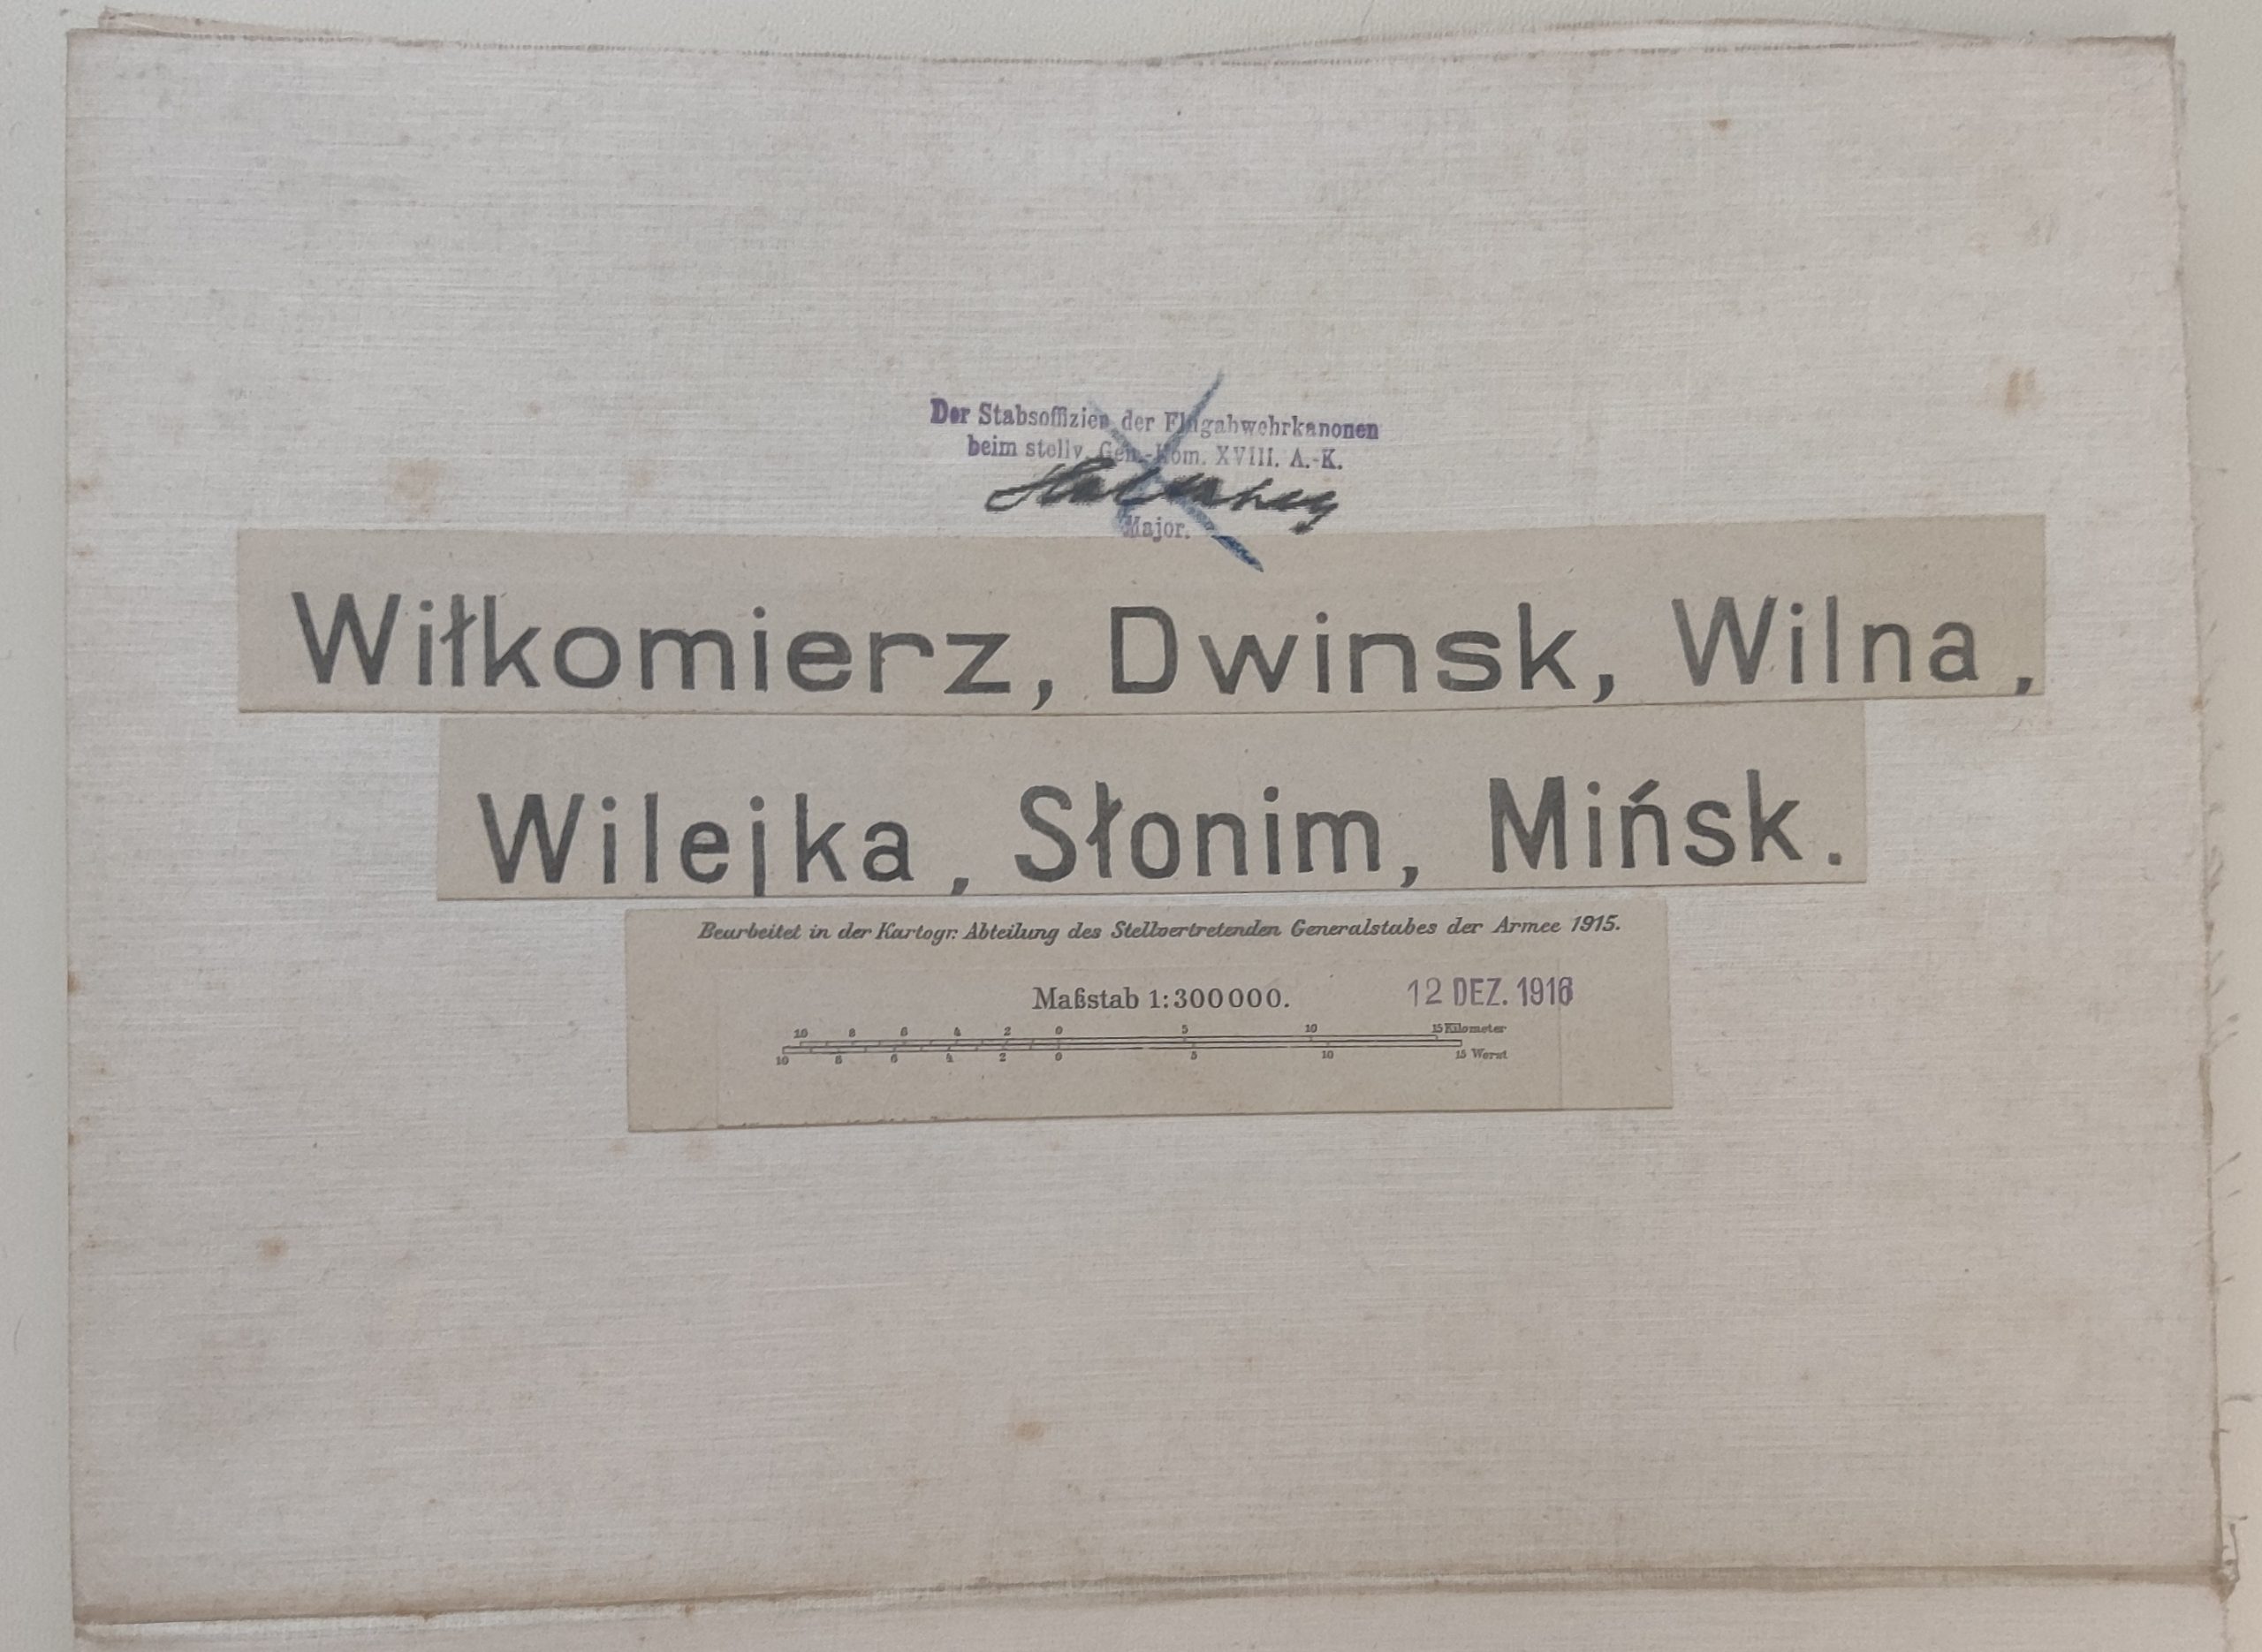 Der Stabsoffizier der Flugabwehrkanonen
beim stellv. Gen.-Kom. XVIII. A.-K.
Major.
Wiłkomierz, Dwinsk, Wilna,
Wilejka, Słonim, Mińsk.
Bearbeitet in der Kartogr. Abteilung des Stellvertretenden Generalstabes der Armee 1915.
Maßstab 1:300000. 12 DEZ. 1916
10 8 6 4 2 0 5 10 15 Kilometer
10 8 6 4 2 0 5 10 15 Werst